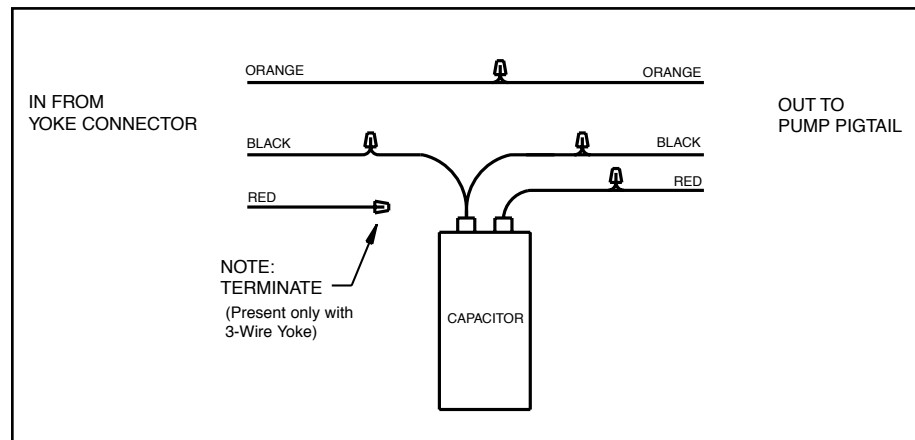 ORANGE
ORANGE
IN FROM
YOKE CONNECTOR
OUT TO
PUMP PIGTAIL
BLACK
BLACK
RED
RED
NOTE:
TERMINATE
(Present only with
3-Wire Yoke)
CAPACITOR